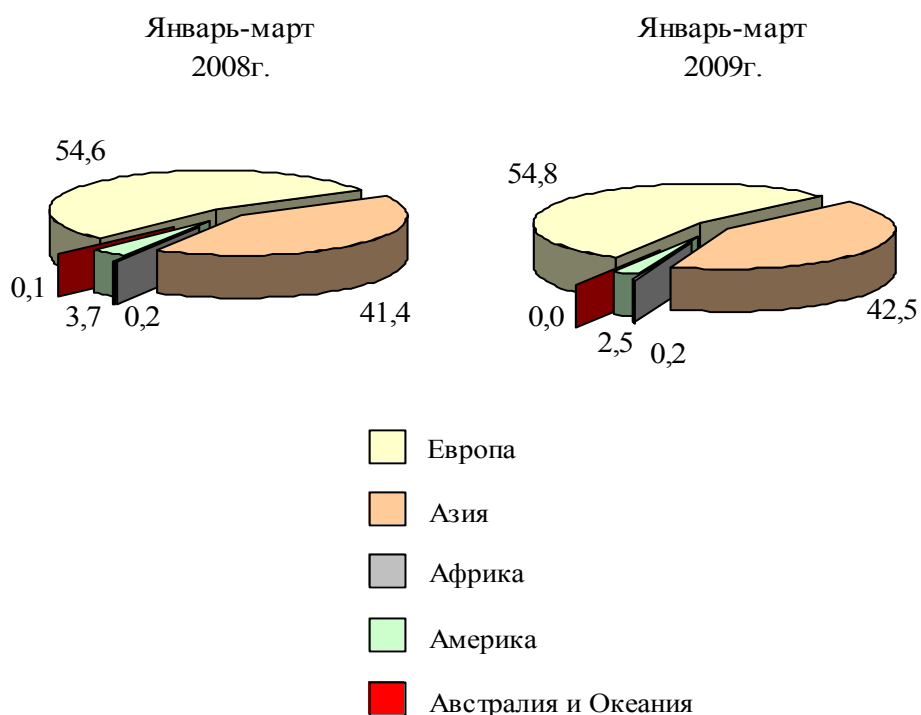 Январь-март
2008г.
Январь-март
2009г.
54,6
0,1
3,7
0,2
41,4
54,8
0,0
2,5
0,2
42,5
Европа
Азия
Африка
Америка
Австралия и Океания